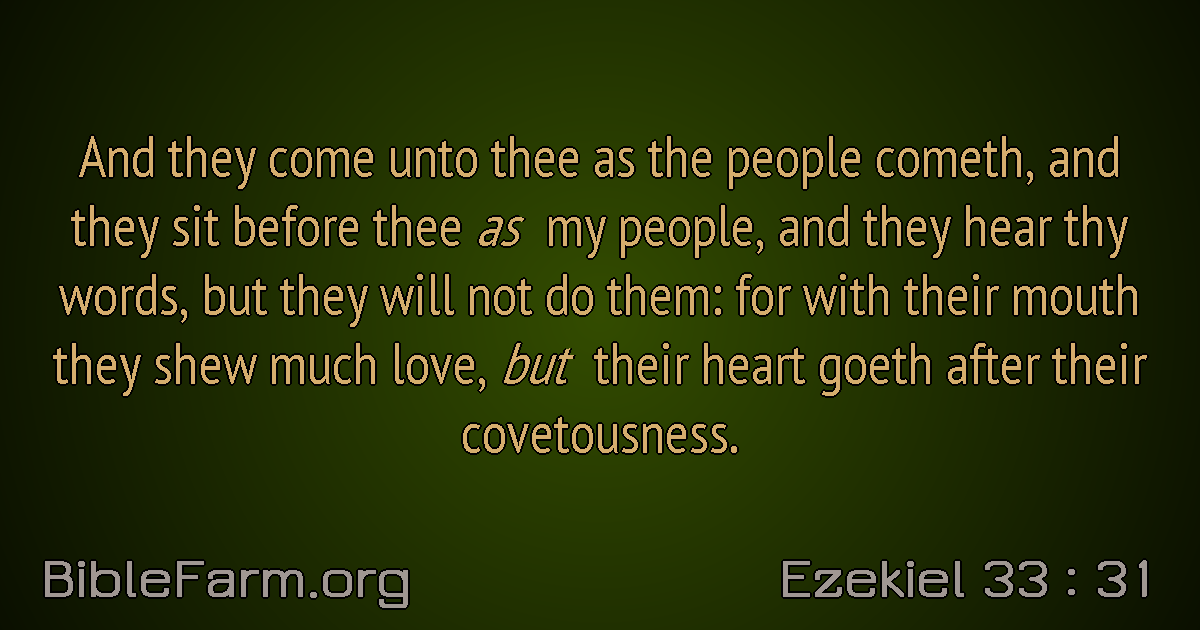 And they come unto thee as the people cometh, and
they sit before thee as my people, and they hear thy
words, but they will not do them: for with their mouth
they shew much love, but their heart goeth after their
covetousness.
BibleFarm.org
Ezekiel 33 : 31